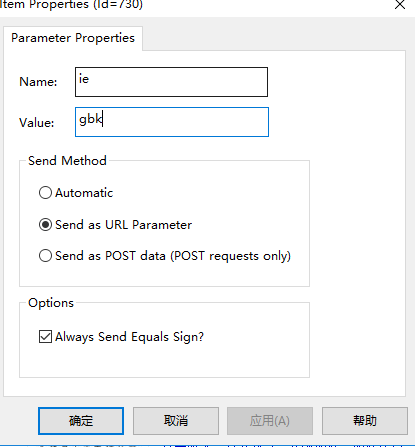 Item Properties (Id=730)
Parameter Properties
Name:
ie
Value:
gbk
Send Method
Automatic
Send as URL Parameter
Send as POST data (POST requests only)
Options
Always Send Equals Sign?
确定
取消
应用(A)
帮助